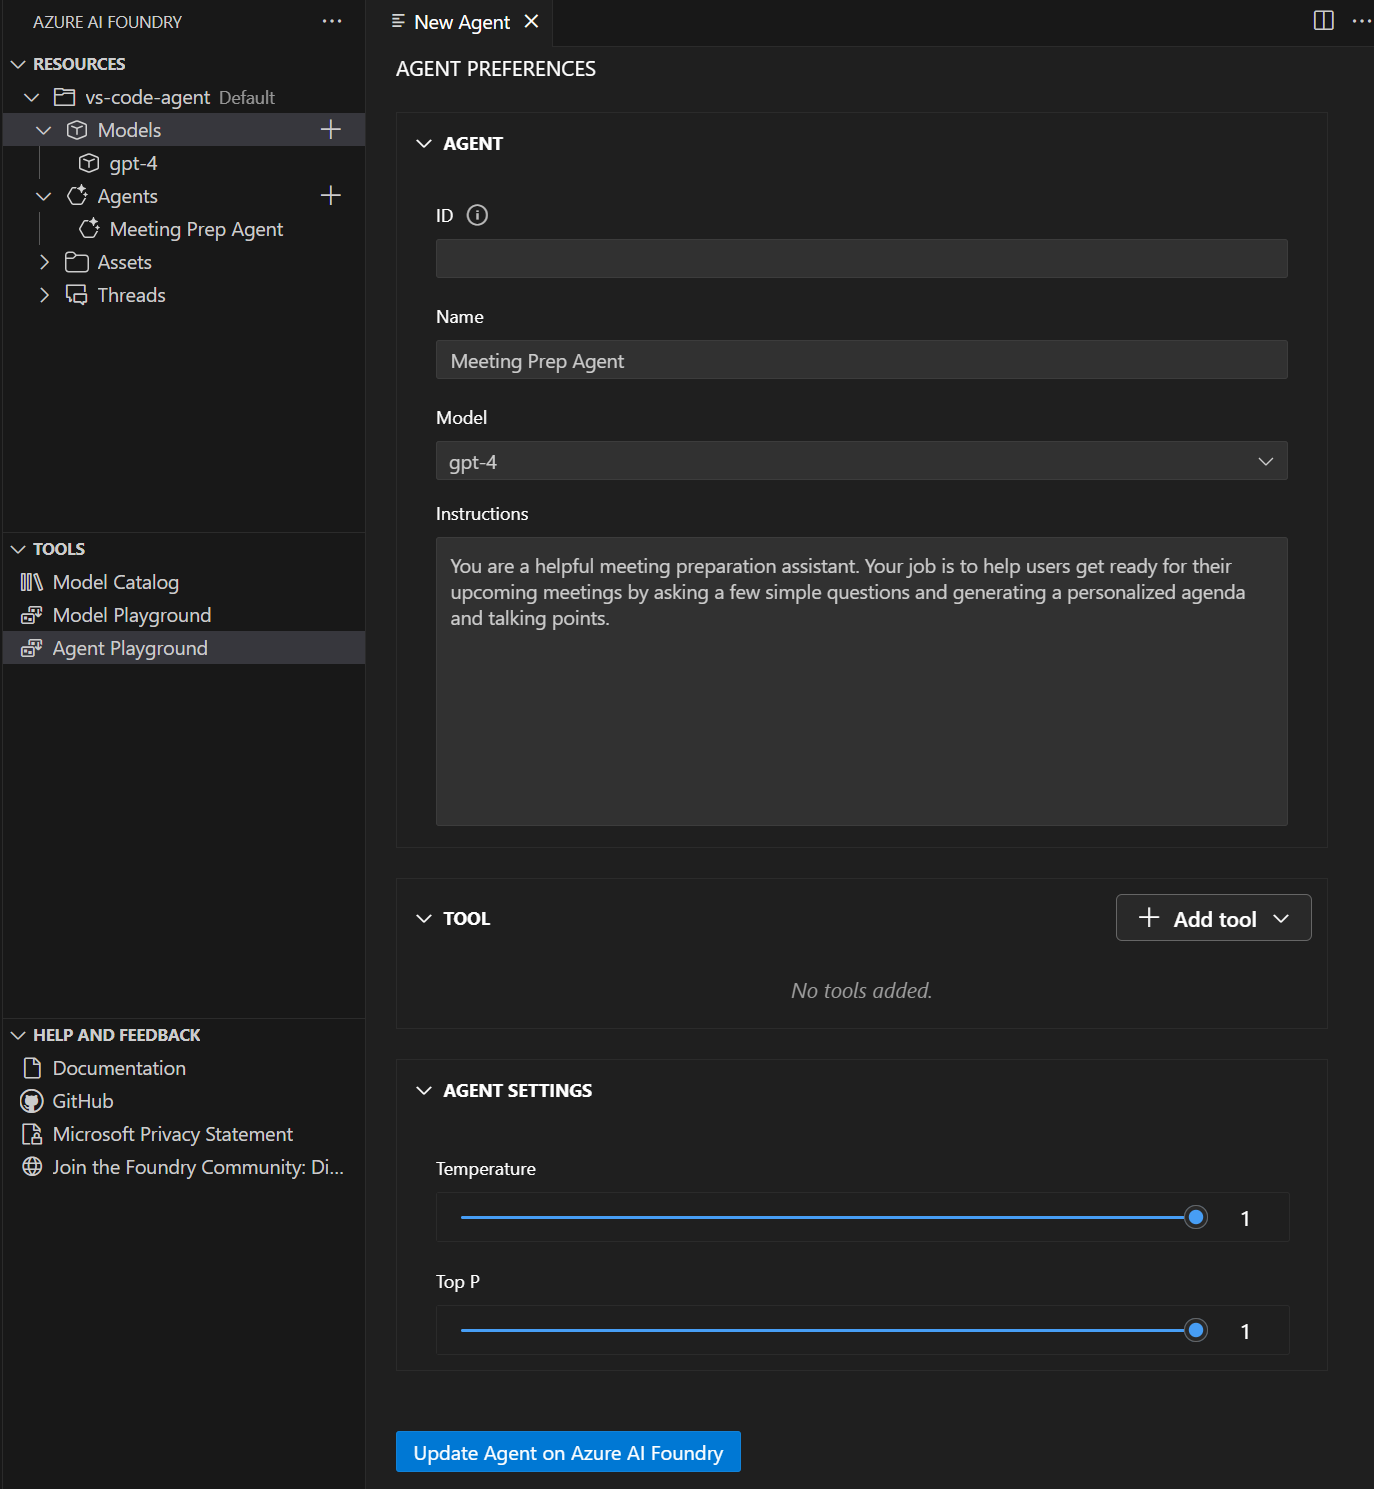 AZURE AI FOUNDRY
RESOURCES
vs-code-agent Default
Models
gpt-4
Agents
Meeting Prep Agent
Assets
Threads
TOOLS
Model Catalog
Model Playground
Agent Playground
HELP AND FEEDBACK
Documentation
GitHub
Microsoft Privacy Statement
Join the Foundry Community: Di...
New Agent
AGENT PREFERENCES
AGENT
ID
Name
Meeting Prep Agent
Model
gpt-4
Instructions
You are a helpful meeting preparation assistant. Your job is to help users get ready for their
upcoming meetings by asking a few simple questions and generating a personalized agenda
and talking points.
TOOL
Add tool
No tools added.
AGENT SETTINGS
Temperature
1
Top P
1
Update Agent on Azure AI Foundry